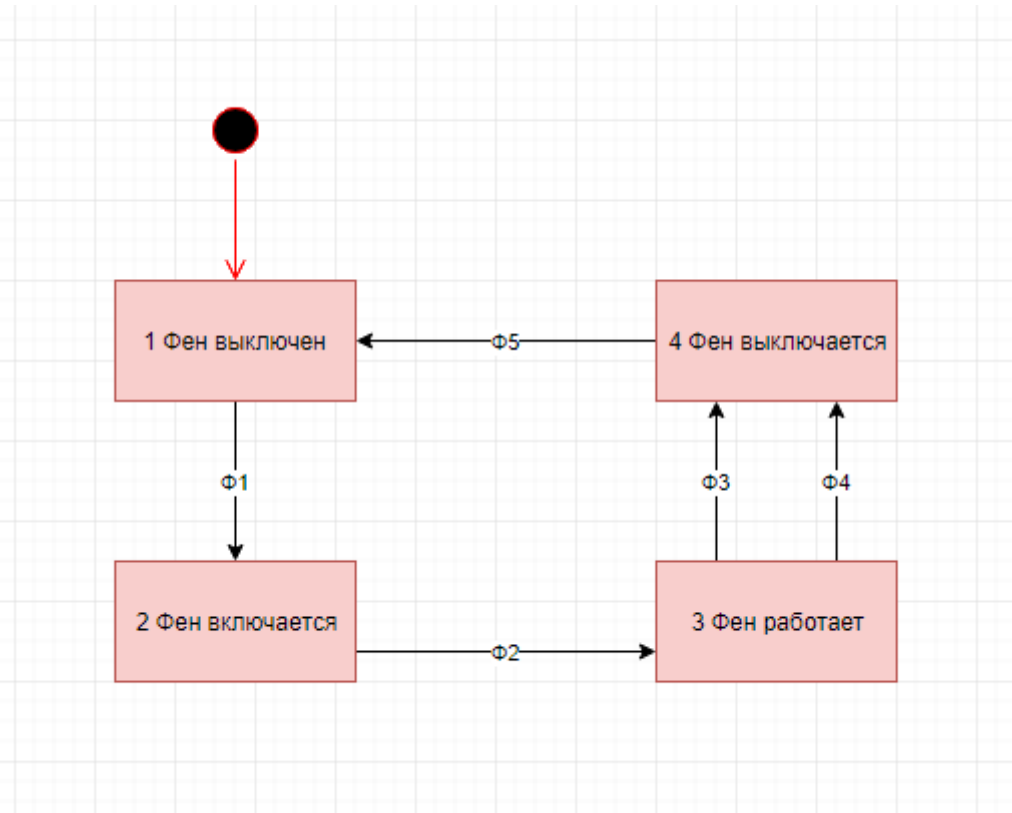 1 Фен выключен
Ф5
4 Фен выключается
Ф1
Ф3
Ф4
2 Фен включается
Ф2
3 Фен работает